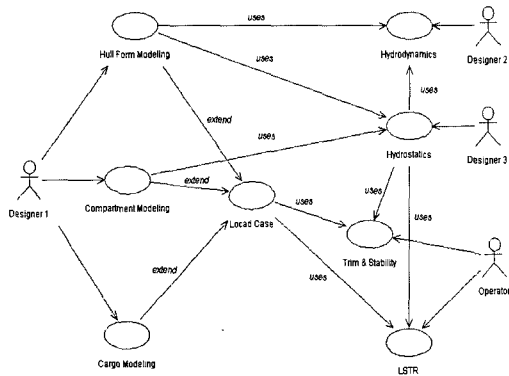 uses
Hull Form Modeling
Hydrodynamics
Designer 2
uses
uses
extend
uses
Hydrostatics
Designer 3
Designer 1
Compartment Modeling
extend
uses
uses
uses
Locad Case
Trim & Stability
extend
uses
Operator
Cargo Modeling
LSTR